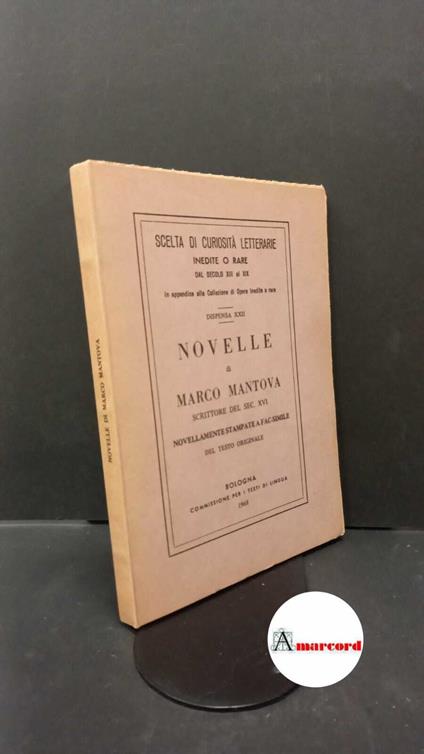 SCELTA DI CURIOSITÀ LETTERARIE
INEDITE O RARE
DAL SECOLO XIII al XIX
in appendice alla Collezione di Opere inedite o rare
DISPENSA XXII
NOVELLE
di
MARCO MANTOVA
SCRITTORE DEL SEC. XVI
NOVELLAMENTE STAMPATE A FAC-SIMILE
DEL TESTO ORIGINALE
BOLOGNA
COMMISSIONE PER I TESTI DI LINGUA
1968
NOVELLE DI MARCO MANTOVA
Amarcord